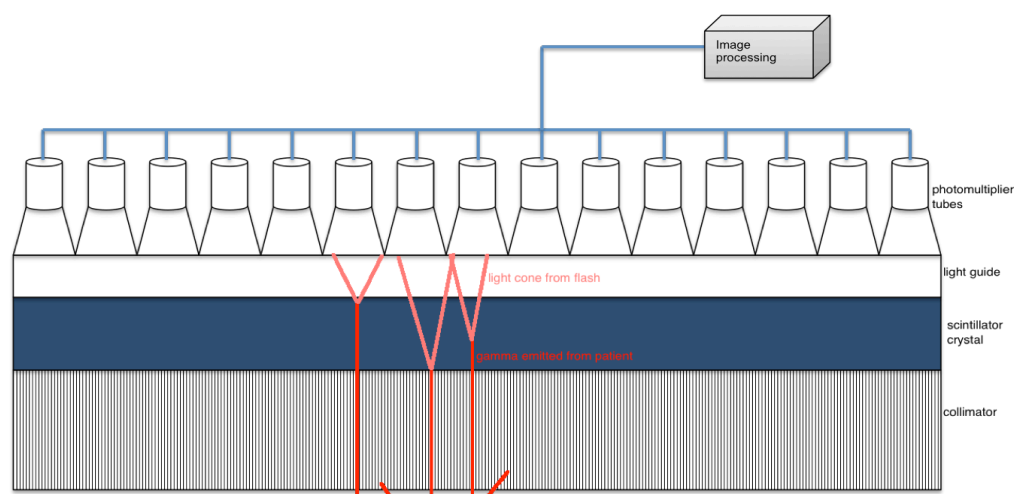 Image
processing
photomultiplier
tubes
light guide
light cone from flash
scintillator
crystal
gamma emitted from patient
collimator